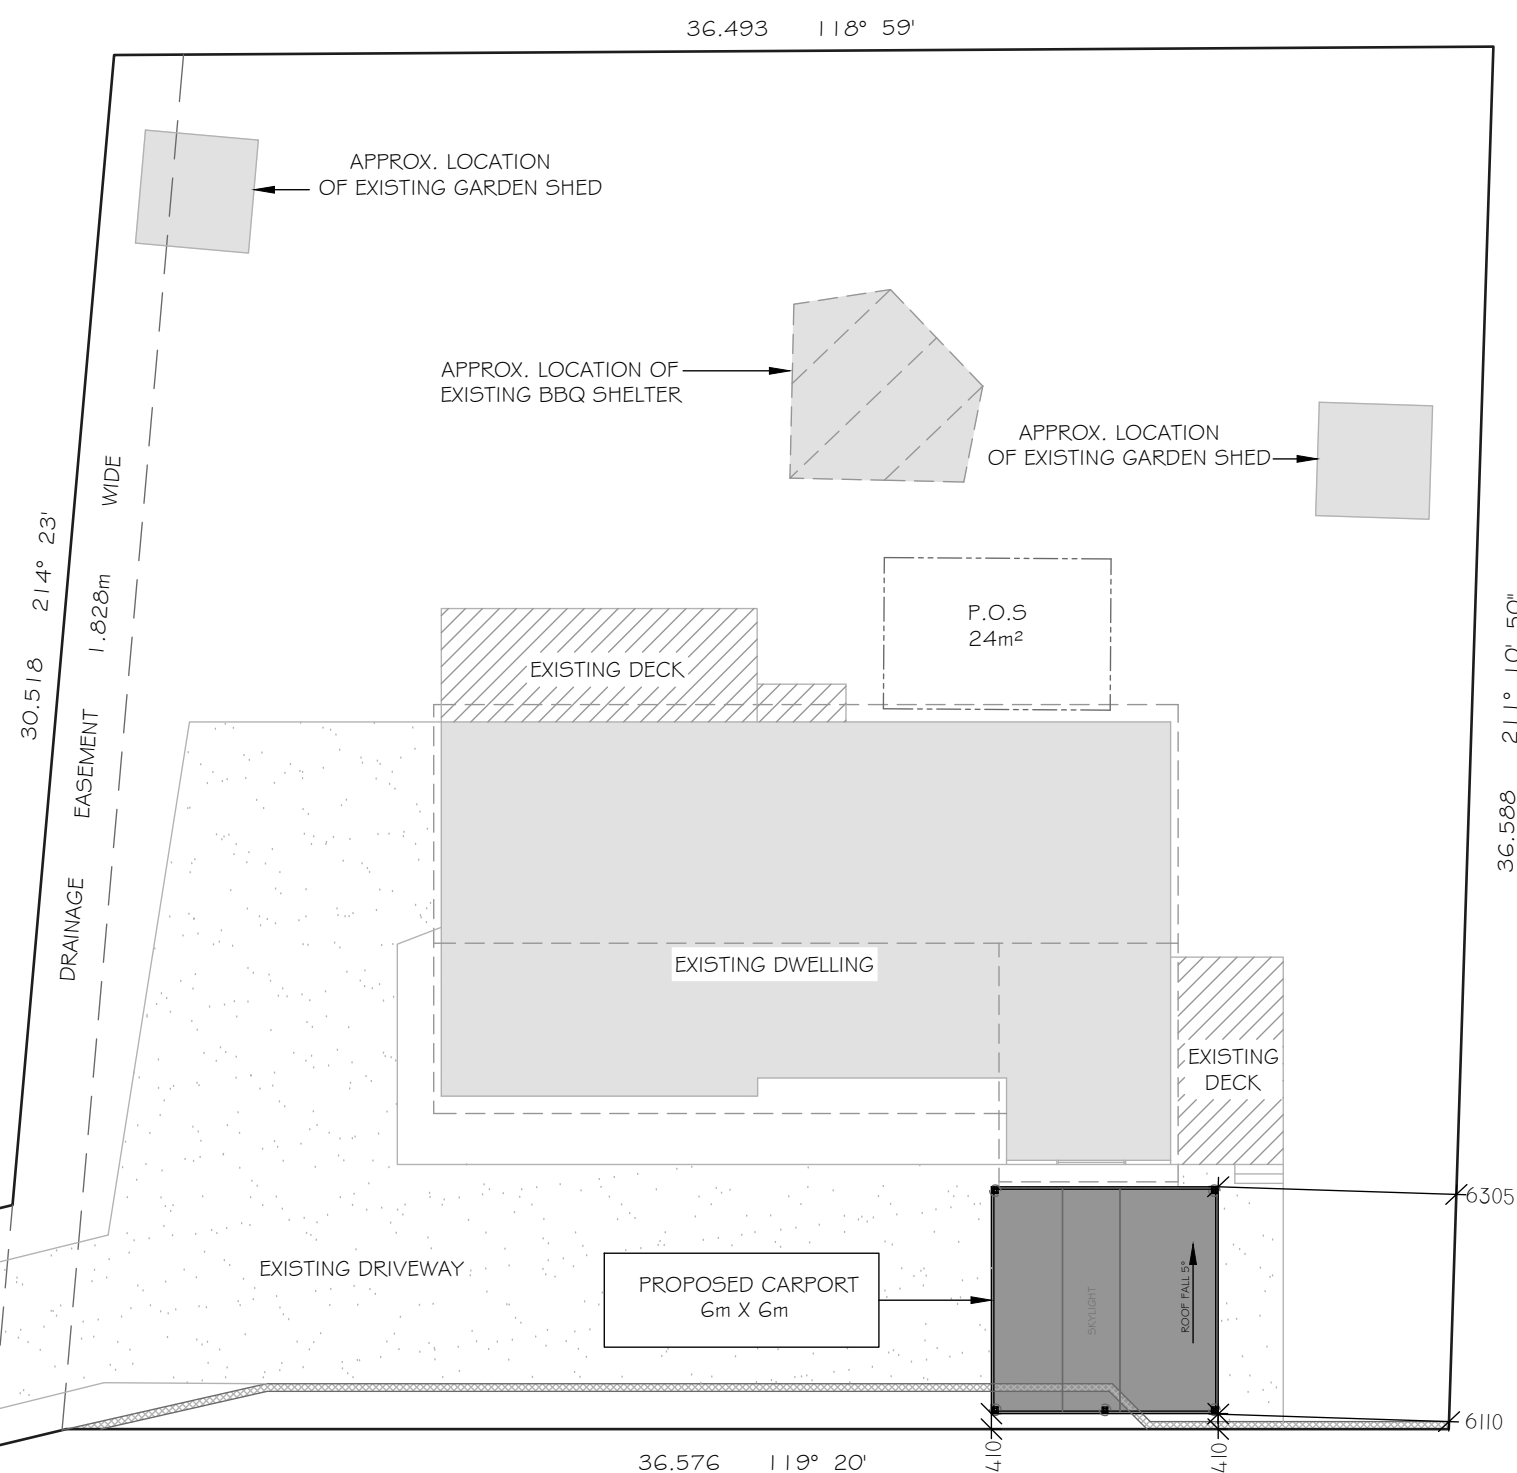 36.493 118° 59'
APPROX. LOCATION
OF EXISTING GARDEN SHED
APPROX. LOCATION OF
EXISTING BBQ SHELTER
APPROX. LOCATION
OF EXISTING GARDEN SHED
30.518 214° 23'
DRAINAGE EASEMENT 1.828m WIDE
P.O.S
24m²
EXISTING DECK
36.588 211° 10' 50"
EXISTING DWELLING
EXISTING
DECK
6305
EXISTING DRIVEWAY
PROPOSED CARPORT
6m X 6m
SKYLIGHT
ROOF FALL 5°
6110
410
410
36.576 119° 20'